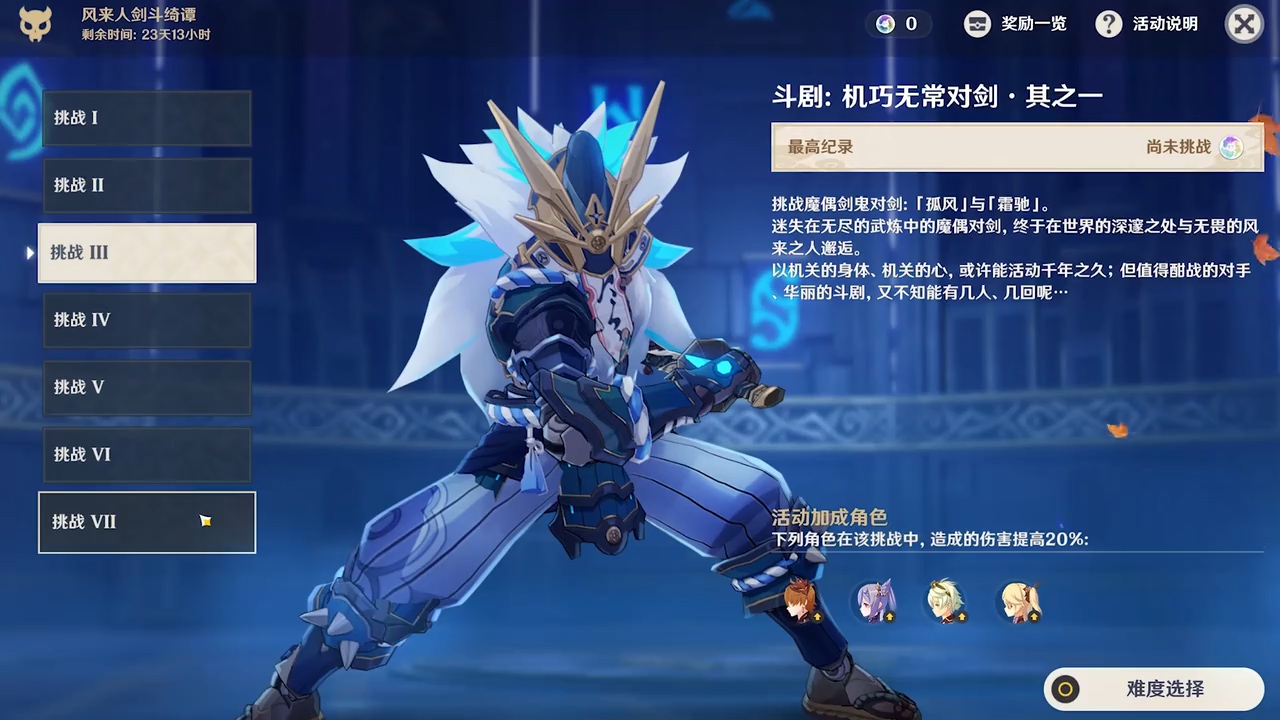 风来人剑斗绮谭
剩余时间: 23天13小时
0
奖励一览
活动说明
挑战 I
挑战 II
挑战 III
挑战 IV
挑战 V
挑战 VI
挑战 VII
斗剧: 机巧无常对剑·其之一
最高纪录
尚未挑战
挑战魔偶剑鬼对剑:「孤风」与「霜驰」。
迷失在无尽的武炼中的魔偶对剑, 终于在世界的深邃之处与无畏的风
来之人邂逅。
以机关的身体、机关的心, 或许能活动千年之久; 但值得酣战的对手
、华丽的斗剧, 又不知能有几人、几回呢…
活动加成角色
下列角色在该挑战中, 造成的伤害提高20%:
难度选择